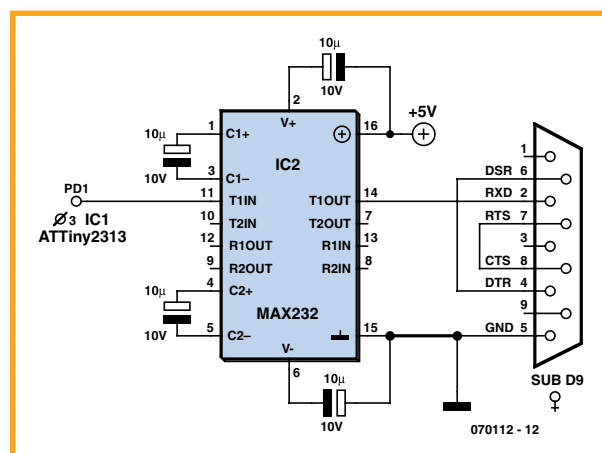 10µ
10V
2
V+
+5V
1
C1+
16
10µ
10V
3
C1–
IC2
PD1
11
T1IN
T1OUT
14
3 IC1
ATTiny2313
10
T2IN
T2OUT
7
12
R1OUT
R1IN
13
9
R2OUT
R2IN
8
4
C2+
10µ
10V
5
C2–
MAX232
15
V-
6
10µ
10V
1
DSR 6
RXD 2
RTS 7
3
CTS 8
DTR 4
9
GND 5
SUB D9
070112 - 12